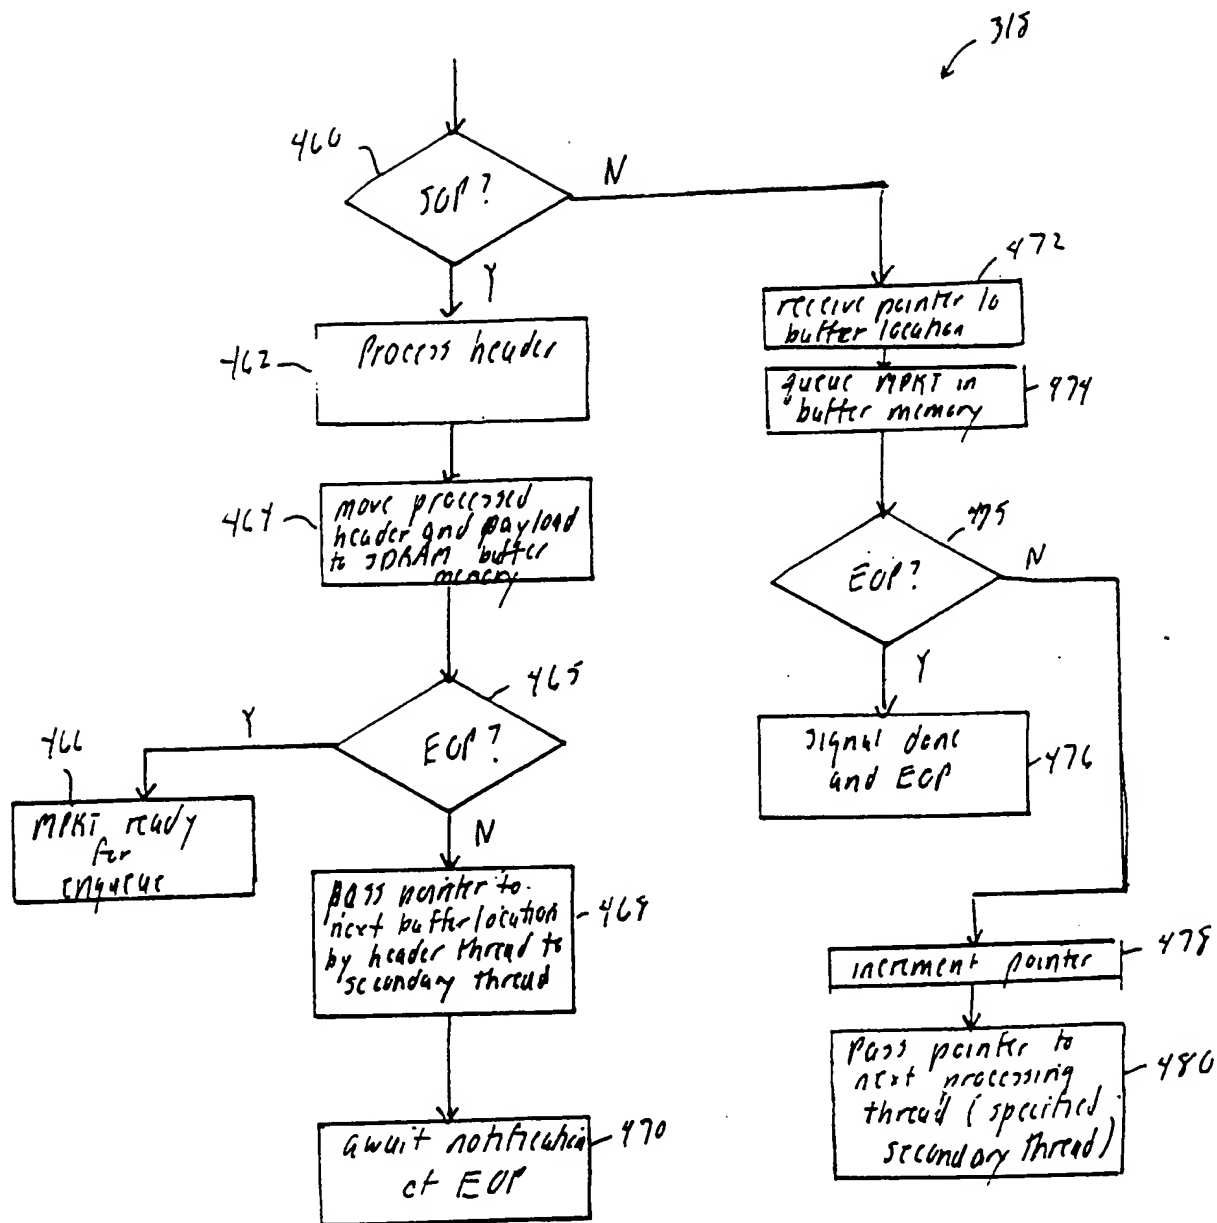 318
460
SOP?
N
Y
462
Process header
464
move processed
header and payload
to SDRAM buffer
memory
465
EOP?
Y
N
466
MPKT ready
for
enqueue
pass pointer to
next buffer location
by header thread to
secondary thread
468
await notification
at EOP
470
472
receive pointer to
buffer location
queue MPKT in
buffer memory
474
475
EOP?
N
Y
signal done
and EOP
476
increment pointer
478
Pass pointer to
next processing
thread (specified
secondary thread)
480